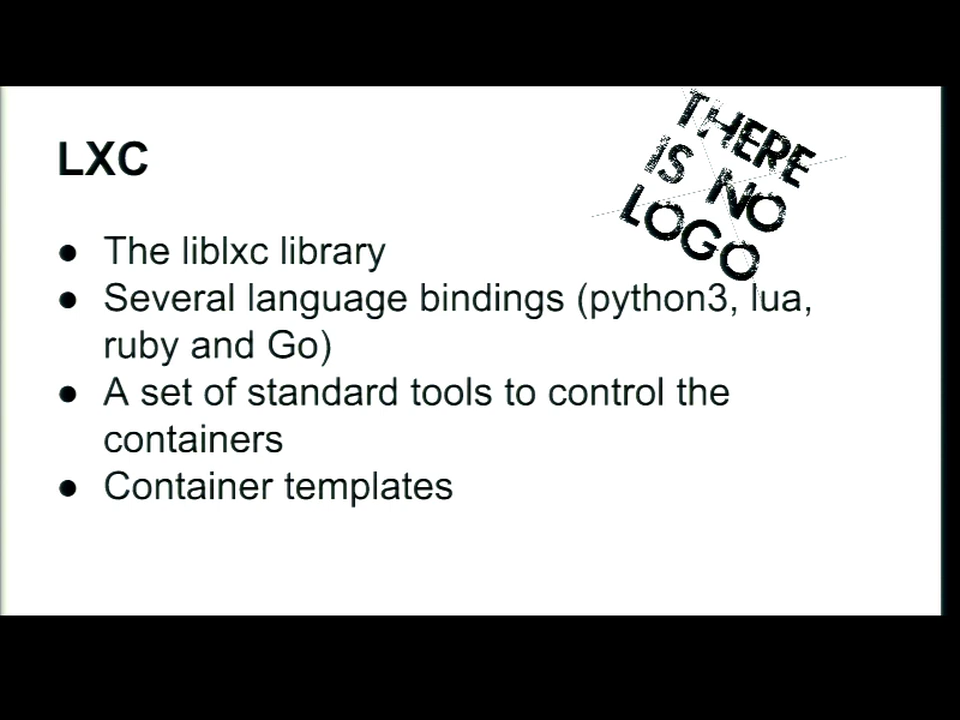 LXC
THERE
IS NO
LOGO
● The liblxc library
● Several language bindings (python3, lua,
ruby and Go)
● A set of standard tools to control the
containers
● Container templates